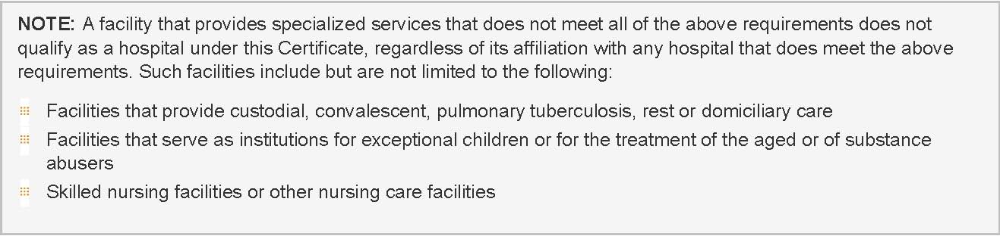 NOTE: A facility that provides specialized services that does not meet all of the above requirements does not
qualify as a hospital under this Certificate, regardless of its affiliation with any hospital that does meet the above
requirements. Such facilities include but are not limited to the following:
Facilities that provide custodial, convalescent, pulmonary tuberculosis, rest or domiciliary care
Facilities that serve as institutions for exceptional children or for the treatment of the aged or of substance
abusers
Skilled nursing facilities or other nursing care facilities